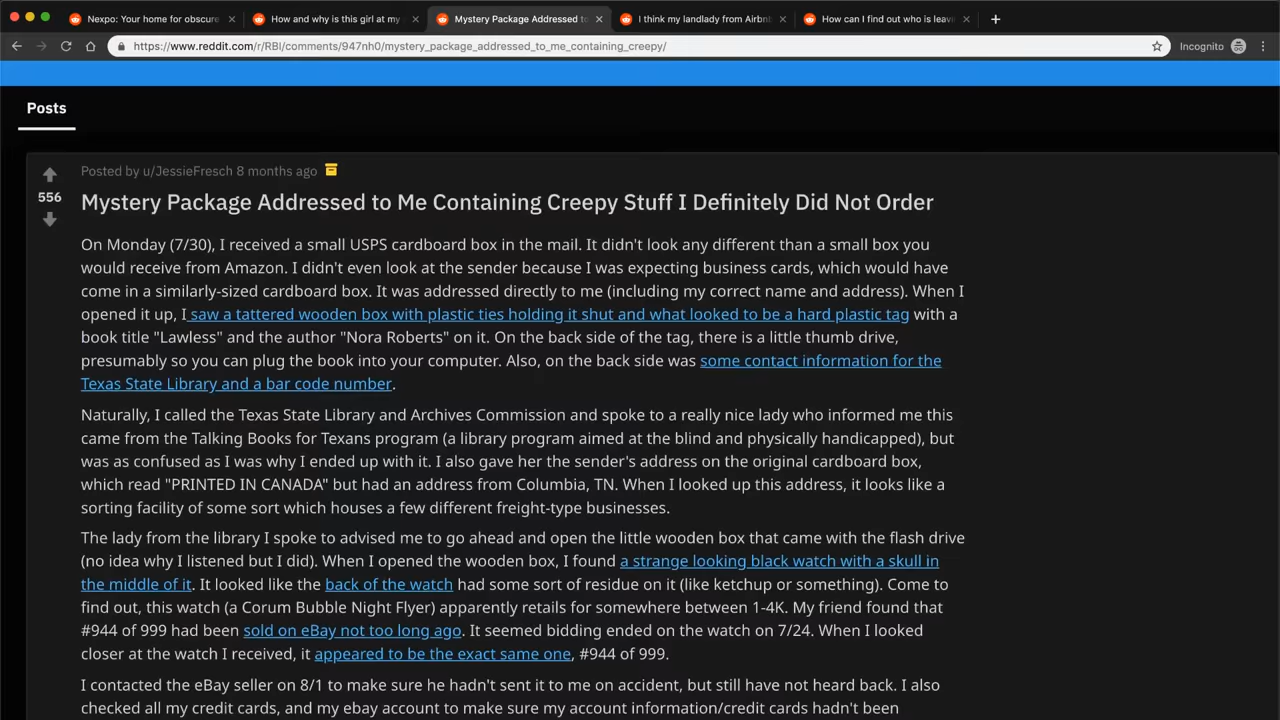 Nexpo: Your home for obscure
How and why is this girl at my
Mystery Package Addressed to
I think my landlady from Airbnb
How can I find out who is leavi
https://www.reddit.com/r/RBI/comments/947nh0/mystery_package_addressed_to_me_containing_creepy/
Incognito
Posts
Posted by u/JessieFresch 8 months ago
556
Mystery Package Addressed to Me Containing Creepy Stuff I Definitely Did Not Order
On Monday (7/30), I received a small USPS cardboard box in the mail. It didn't look any different than a small box you
would receive from Amazon. I didn't even look at the sender because I was expecting business cards, which would have
come in a similarly-sized cardboard box. It was addressed directly to me (including my correct name and address). When I
opened it up, I saw a tattered wooden box with plastic ties holding it shut and what looked to be a hard plastic tag with a
book title "Lawless" and the author "Nora Roberts" on it. On the back side of the tag, there is a little thumb drive,
presumably so you can plug the book into your computer. Also, on the back side was some contact information for the
Texas State Library and a bar code number.
Naturally, I called the Texas State Library and Archives Commission and spoke to a really nice lady who informed me this
came from the Talking Books for Texans program (a library program aimed at the blind and physically handicapped), but
was as confused as I was why I ended up with it. I also gave her the sender's address on the original cardboard box,
which read "PRINTED IN CANADA" but had an address from Columbia, TN. When I looked up this address, it looks like a
sorting facility of some sort which houses a few different freight-type businesses.
The lady from the library I spoke to advised me to go ahead and open the little wooden box that came with the flash drive
(no idea why I listened but I did). When I opened the wooden box, I found a strange looking black watch with a skull in
the middle of it. It looked like the back of the watch had some sort of residue on it (like ketchup or something). Come to
find out, this watch (a Corum Bubble Night Flyer) apparently retails for somewhere between 1-4K. My friend found that
#944 of 999 had been sold on eBay not too long ago. It seemed bidding ended on the watch on 7/24. When I looked
closer at the watch I received, it appeared to be the exact same one, #944 of 999.
I contacted the eBay seller on 8/1 to make sure he hadn't sent it to me on accident, but still have not heard back. I also
checked all my credit cards, and my ebay account to make sure my account information/credit cards hadn't been